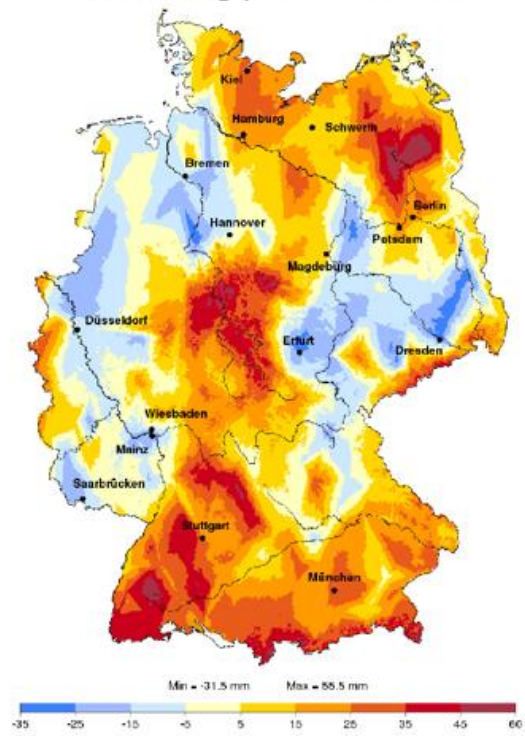 Kiel
Hamburg
Schwerin
Bremen
Berlin
Hannover
Potsdam
Magdeburg
Düsseldorf
Erfurt
Dresden
Wiesbaden
Mainz
Saarbrücken
Stuttgart
München
Min = -31.5 mm Max = 55.5 mm
-35 -25 -15 -5 5 15 25 35 45 60